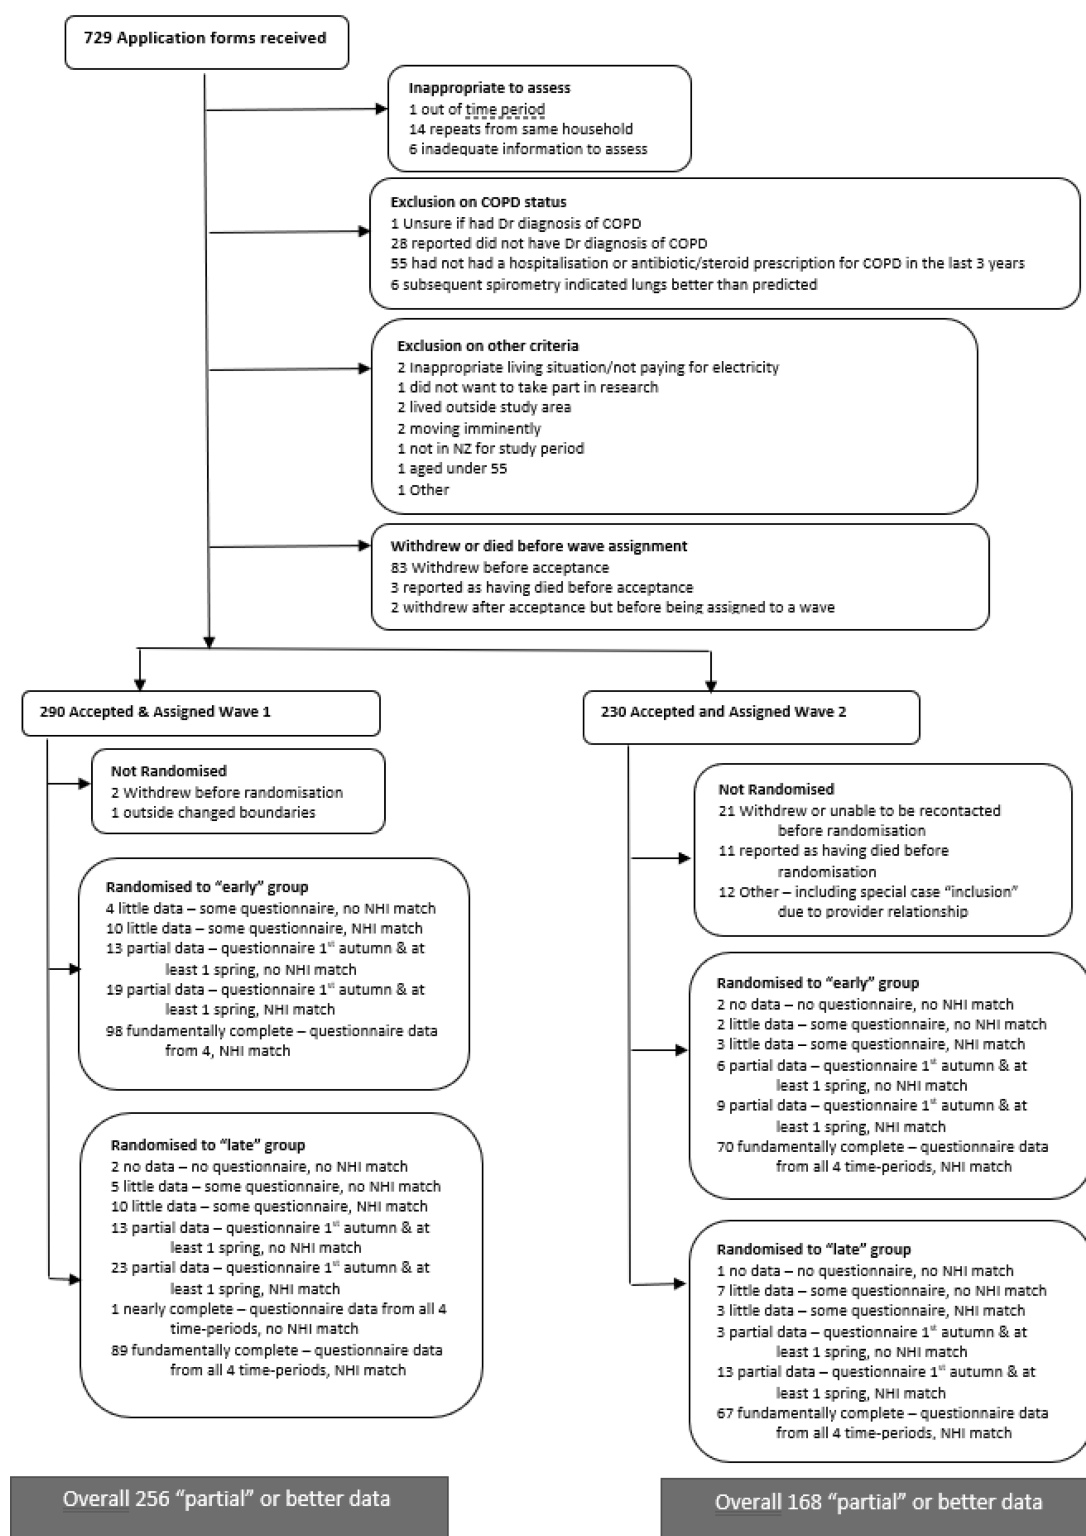 729 Application forms received
Inappropriate to assess
1 out of time period
14 repeats from same household
6 inadequate information to assess
Exclusion on COPD status
1 Unsure if had Dr diagnosis of COPD
28 reported did not have Dr diagnosis of COPD
55 had not had a hospitalisation or antibiotic/steroid prescription for COPD in the last 3 years
6 subsequent spirometry indicated lungs better than predicted
Exclusion on other criteria
2 Inappropriate living situation/not paying for electricity
1 did not want to take part in research
2 lived outside study area
2 moving imminently
1 not in NZ for study period
1 aged under 55
1 Other
Withdrew or died before wave assignment
83 Withdrew before acceptance
3 reported as having died before acceptance
2 withdrew after acceptance but before being assigned to a wave
290 Accepted & Assigned Wave 1
Not Randomised
2 Withdrew before randomisation
1 outside changed boundaries
Randomised to “early” group
4 little data – some questionnaire, no NHI match
10 little data – some questionnaire, NHI match
13 partial data – questionnaire 1st autumn & at
least 1 spring, no NHI match
19 partial data – questionnaire 1st autumn & at
least 1 spring, NHI match
98 fundamentally complete – questionnaire data
from 4, NHI match
Randomised to “late” group
2 no data – no questionnaire, no NHI match
5 little data – some questionnaire, no NHI match
10 little data – some questionnaire, NHI match
13 partial data – questionnaire 1st autumn & at
least 1 spring, no NHI match
23 partial data – questionnaire 1st autumn & at
least 1 spring, NHI match
1 nearly complete – questionnaire data from all 4
time-periods, no NHI match
89 fundamentally complete – questionnaire data
from all 4 time-periods, NHI match
Overall 256 “partial” or better data
230 Accepted and Assigned Wave 2
Not Randomised
21 Withdrew or unable to be recontacted
before randomisation
11 reported as having died before
randomisation
12 Other – including special case “inclusion”
due to provider relationship
Randomised to “early” group
2 no data – no questionnaire, no NHI match
2 little data – some questionnaire, no NHI match
3 little data – some questionnaire, NHI match
6 partial data – questionnaire 1st autumn & at
least 1 spring, no NHI match
9 partial data – questionnaire 1st autumn & at
least 1 spring, NHI match
70 fundamentally complete – questionnaire data
from all 4 time-periods, NHI match
Randomised to “late” group
1 no data – no questionnaire, no NHI match
7 little data – some questionnaire, no NHI match
3 little data – some questionnaire, NHI match
3 partial data – questionnaire 1st autumn & at
least 1 spring, no NHI match
13 partial data – questionnaire 1st autumn & at
least 1 spring, NHI match
67 fundamentally complete – questionnaire data
from all 4 time-periods, NHI match
Overall 168 “partial” or better data